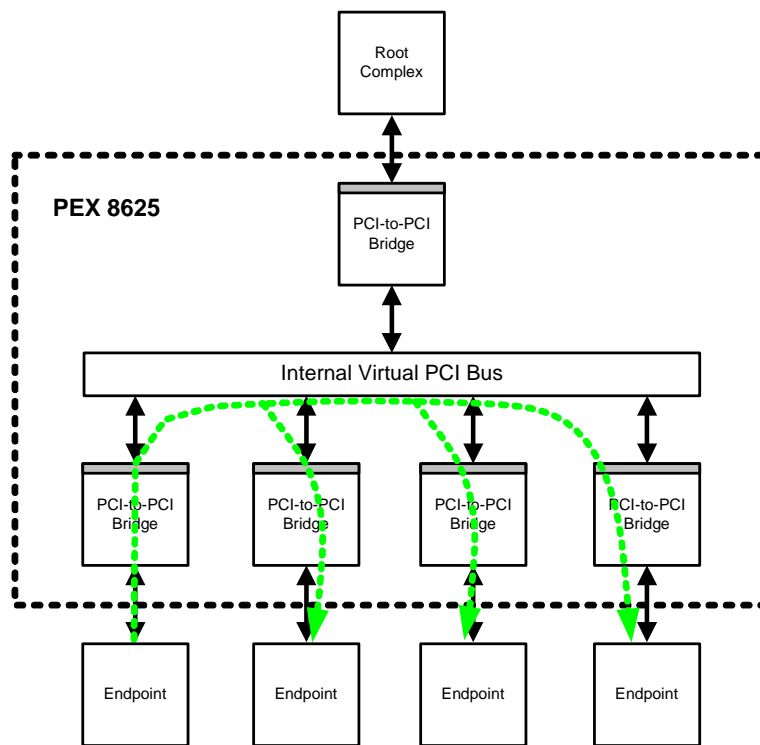 Root
Complex
PEX 8625
PCI-to-PCI
Bridge
Internal Virtual PCI Bus
PCI-to-PCI
Bridge
PCI-to-PCI
Bridge
PCI-to-PCI
Bridge
PCI-to-PCI
Bridge
Endpoint
Endpoint
Endpoint
Endpoint